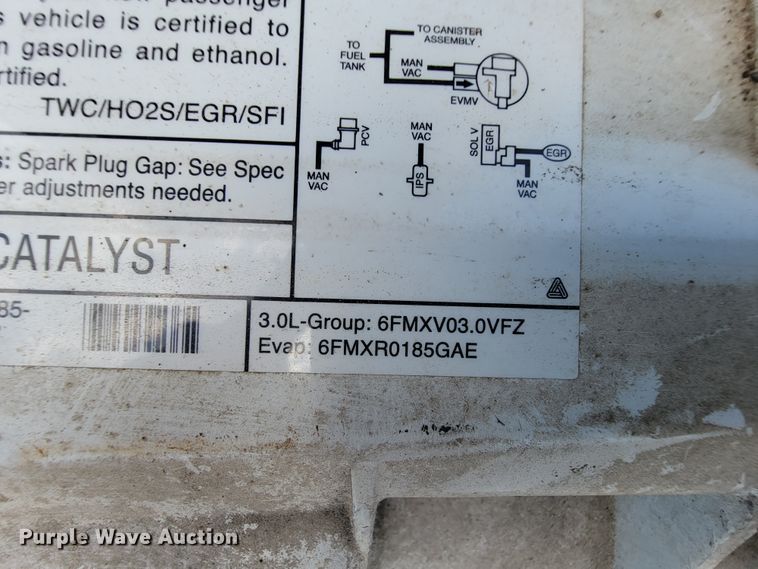 passenger
s vehicle is certified to
n gasoline and ethanol.
rtified.
TWC/HO2S/EGR/SFI
s: Spark Plug Gap: See Spec
er adjustments needed.
CATALYST
85-
TO CANISTER
ASSEMBLY
TO
FUEL
TANK
MAN
VAC
EVMV
PCV
MAN
VAC
MAN
VAC
IPS
SOL V
EGR
EGR
MAN
VAC
3.0L-Group: 6FMXV03.0VFZ
Evap: 6FMXR0185GAE
Purple Wave Auction